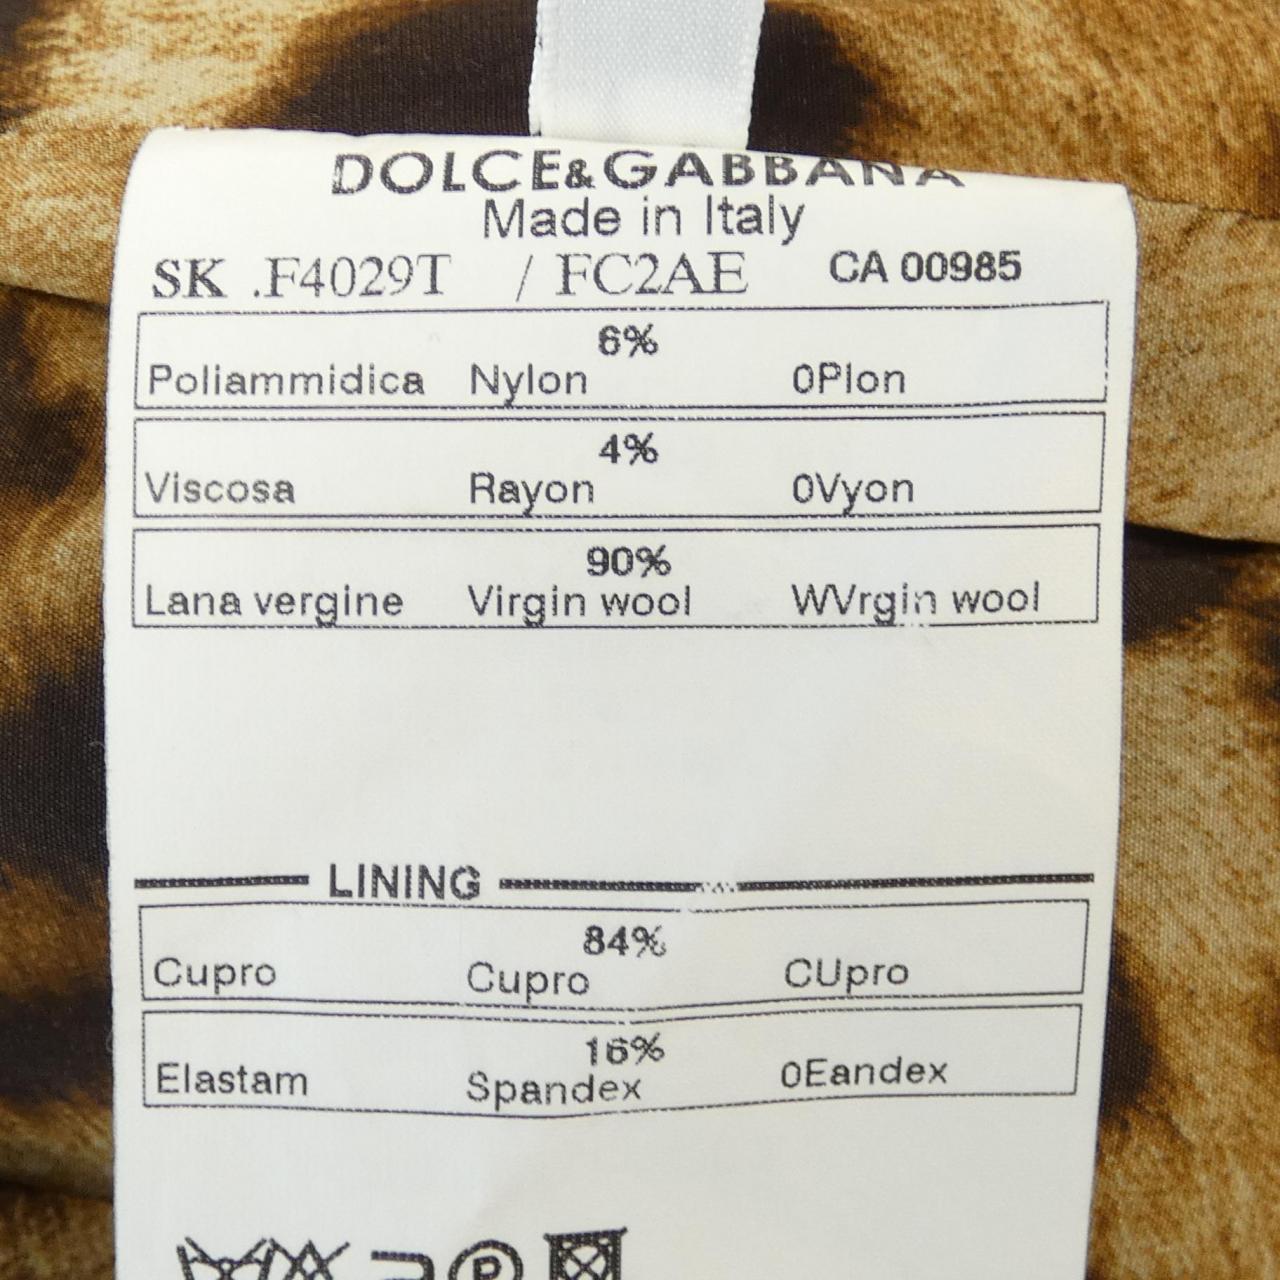 DOLCE&GABBANA
Made in Italy
SK .F4029T / FC2AE CA 00985
6%
Poliammidica Nylon 0Plon
4%
Viscosa Rayon 0Vyon
90%
Lana vergine Virgin wool WVrgin wool
LINING
84%
Cupro Cupro CUpro
16%
Elastam Spandex 0Eandex
P